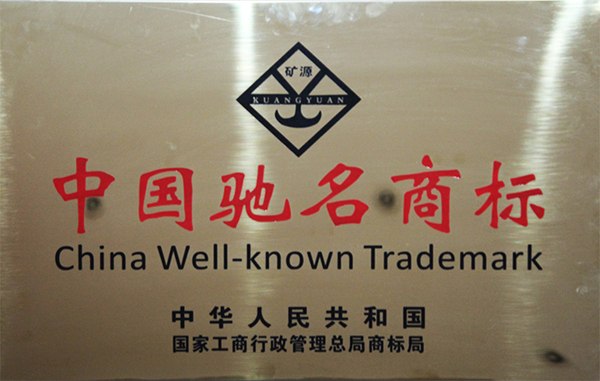 矿源
KUANGYUAN
中国驰名商标
China Well-known Trademark
中华人民共和国
国家工商行政管理总局商标局